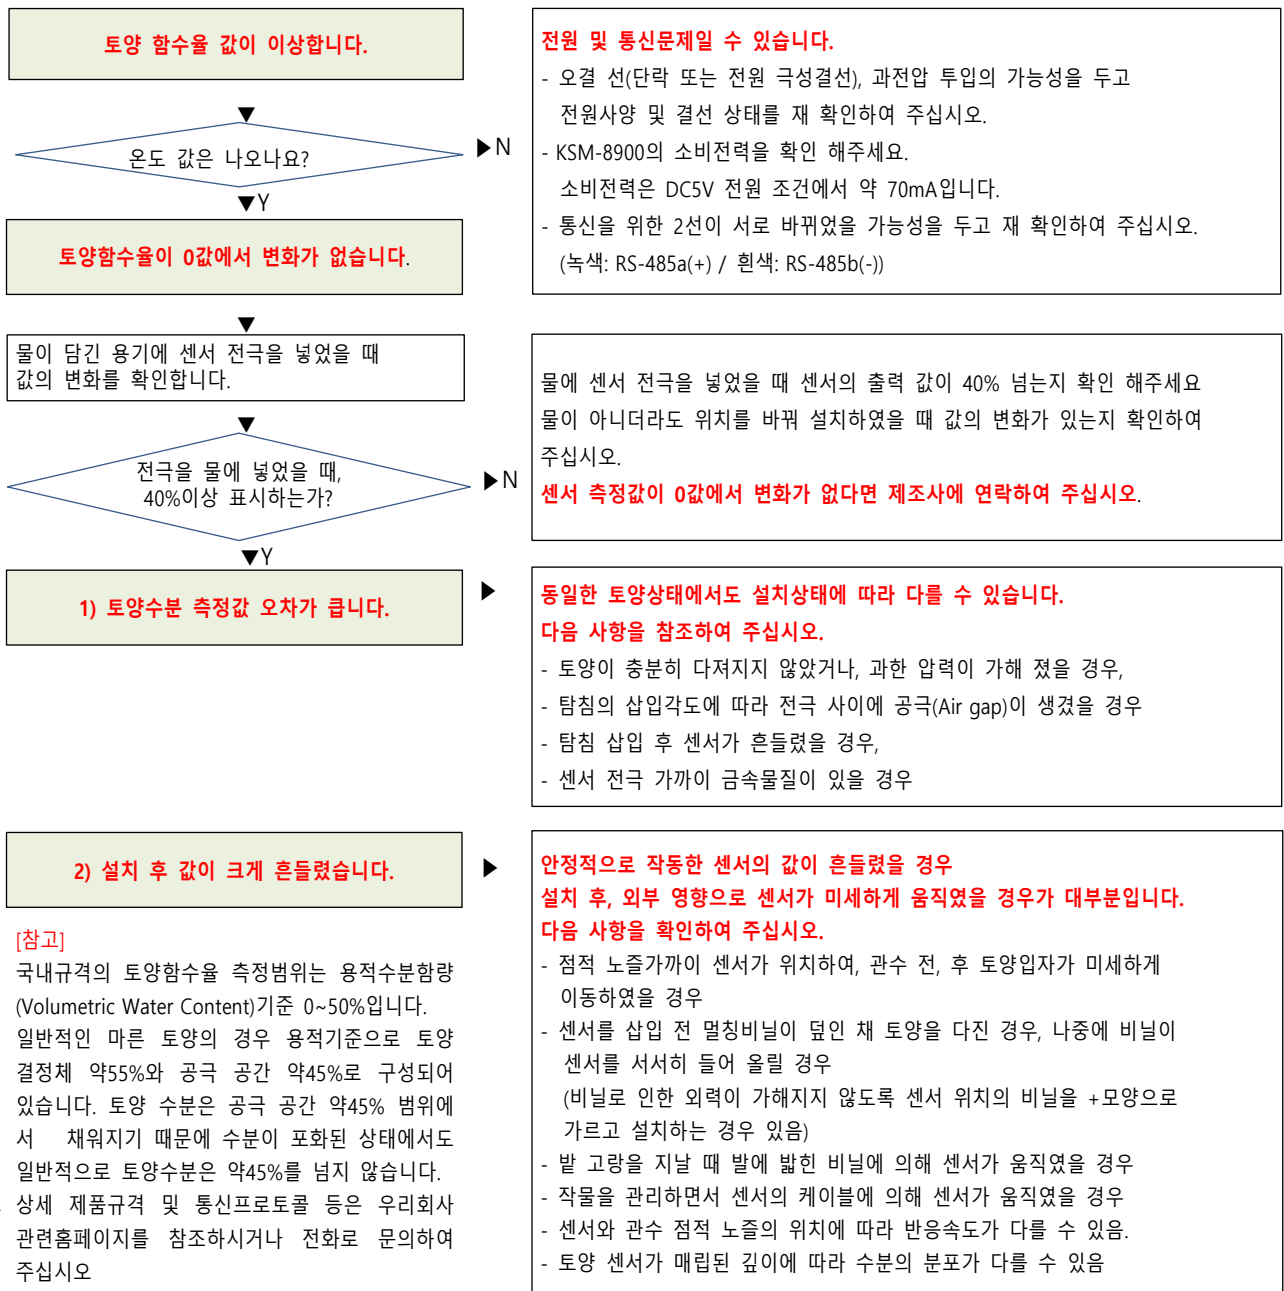 토양 함수율 값이 이상합니다.
▼
온도 값은 나오나요?
▶N
전원 및 통신문제일 수 있습니다.
- 오결 선(단락 또는 전원 극성결선), 과전압 투입의 가능성을 두고
전원사양 및 결선 상태를 재 확인하여 주십시오.
- KSM-8900의 소비전력을 확인 해주세요.
소비전력은 DC5V 전원 조건에서 약 70mA입니다.
- 통신을 위한 2선이 서로 바뀌었을 가능성을 두고 재 확인하여 주십시오.
(녹색: RS-485a(+) / 흰색: RS-485b(-))
▼Y
토양함수율이 0값에서 변화가 없습니다.
▼
물이 담긴 용기에 센서 전극을 넣었을 때
값의 변화를 확인합니다.
▼
전극을 물에 넣었을 때,
40%이상 표시하는가?
▶N
물에 센서 전극을 넣었을 때 센서의 출력 값이 40% 넘는지 확인 해주세요
물이 아니더라도 위치를 바꿔 설치하였을 때 값의 변화가 있는지 확인하여
주십시오.
센서 측정값이 0값에서 변화가 없다면 제조사에 연락하여 주십시오.
▼Y
1) 토양수분 측정값 오차가 큽니다.
▶
동일한 토양상태에서도 설치상태에 따라 다를 수 있습니다.
다음 사항을 참조하여 주십시오.
- 토양이 충분히 다져지지 않았거나, 과한 압력이 가해 졌을 경우,
- 탐침의 삽입각도에 따라 전극 사이에 공극(Air gap)이 생겼을 경우
- 탐침 삽입 후 센서가 흔들렸을 경우,
- 센서 전극 가까이 금속물질이 있을 경우
2) 설치 후 값이 크게 흔들렸습니다.
▶
안정적으로 작동한 센서의 값이 흔들렸을 경우
설치 후, 외부 영향으로 센서가 미세하게 움직였을 경우가 대부분입니다.
다음 사항을 확인하여 주십시오.
- 점적 노즐가까이 센서가 위치하여, 관수 전, 후 토양입자가 미세하게
이동하였을 경우
- 센서를 삽입 전 멀칭비닐이 덮인 채 토양을 다진 경우, 나중에 비닐이
센서를 서서히 들어 올릴 경우
(비닐로 인한 외력이 가해지지 않도록 센서 위치의 비닐을 +모양으로
가르고 설치하는 경우 있음)
- 밭 고랑을 지날 때 발에 밟힌 비닐에 의해 센서가 움직였을 경우
- 작물을 관리하면서 센서의 케이블에 의해 센서가 움직였을 경우
- 센서와 관수 점적 노즐의 위치에 따라 반응속도가 다를 수 있음.
- 토양 센서가 매립된 깊이에 따라 수분의 분포가 다를 수 있음
[참고]
국내규격의 토양함수율 측정범위는 용적수분함량
(Volumetric Water Content)기준 0~50%입니다.
일반적인 마른 토양의 경우 용적기준으로 토양
결정체 약55%와 공극 공간 약45%로 구성되어
있습니다. 토양 수분은 공극 공간 약45% 범위에
서 채워지기 때문에 수분이 포화된 상태에서도
일반적으로 토양수분은 약45%를 넘지 않습니다.
상세 제품규격 및 통신프로토콜 등은 우리회사
관련홈페이지를 참조하시거나 전화로 문의하여
주십시오